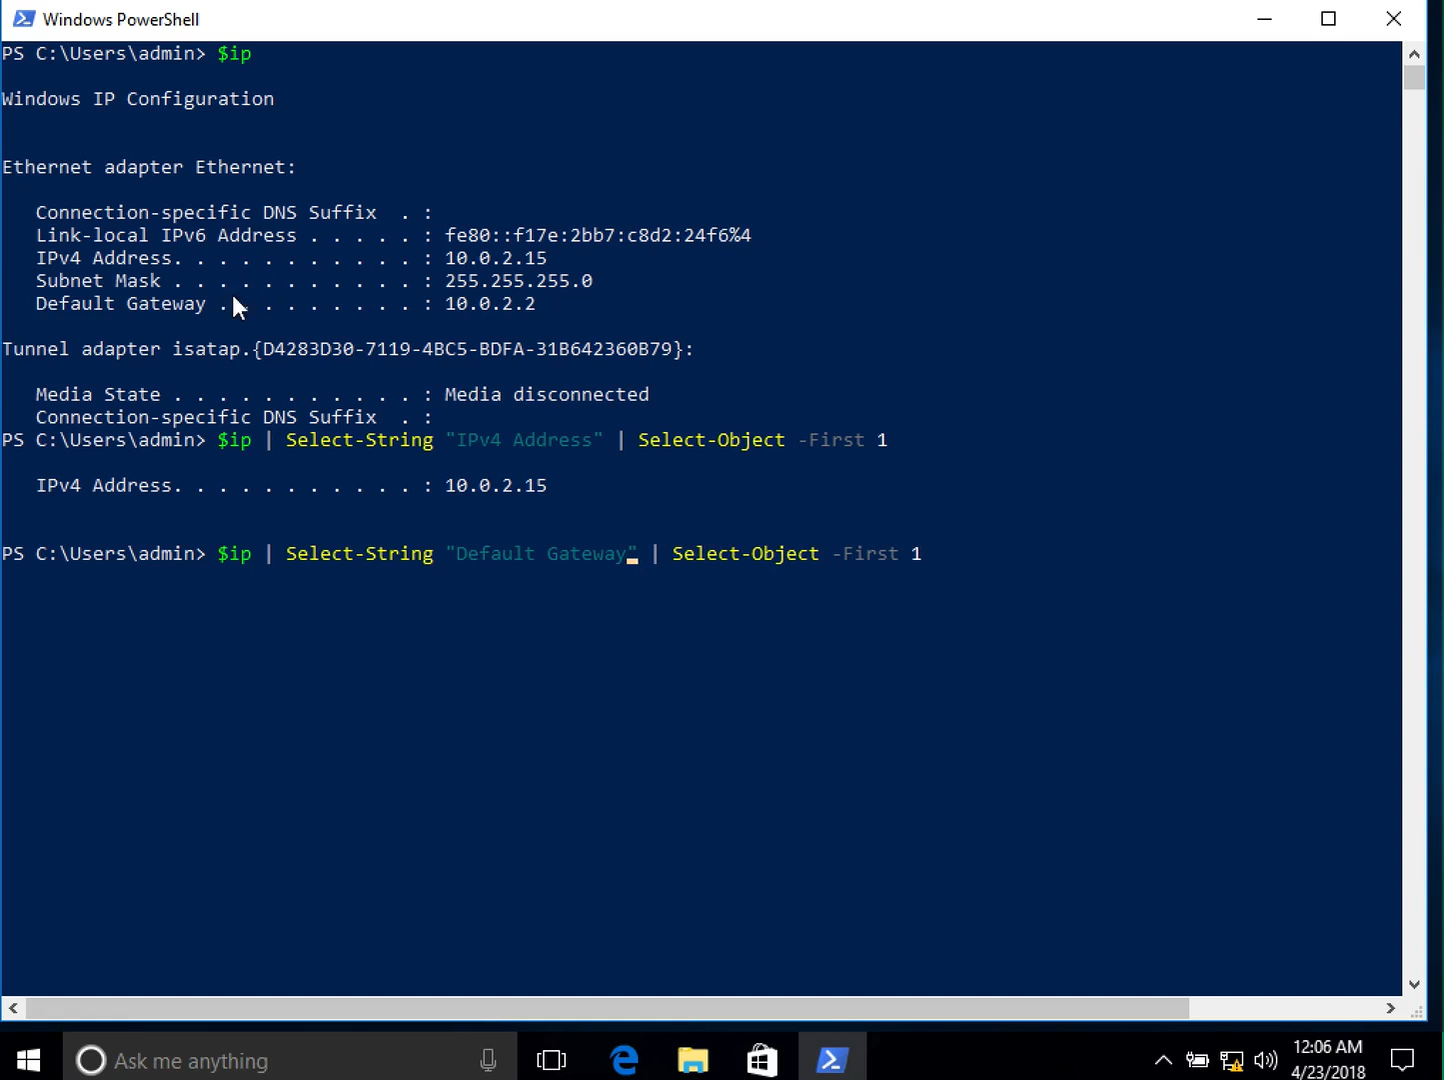 Windows PowerShell
PS C:\Users\admin> $ip
Windows IP Configuration
Ethernet adapter Ethernet:
   Connection-specific DNS Suffix  . :
   Link-local IPv6 Address . . . . . : fe80::f17e:2bb7:c8d2:24f6%4
   IPv4 Address. . . . . . . . . . . : 10.0.2.15
   Subnet Mask . . . . . . . . . . . : 255.255.255.0
   Default Gateway . . . . . . . . . : 10.0.2.2
Tunnel adapter isatap.{D4283D30-7119-4BC5-BDFA-31B642360B79}:
   Media State . . . . . . . . . . . : Media disconnected
   Connection-specific DNS Suffix  . :
PS C:\Users\admin> $ip | Select-String "IPv4 Address" | Select-Object -First 1
   IPv4 Address. . . . . . . . . . . : 10.0.2.15
PS C:\Users\admin> $ip | Select-String "Default Gateway" | Select-Object -First 1
Ask me anything
12:06 AM
4/23/2018